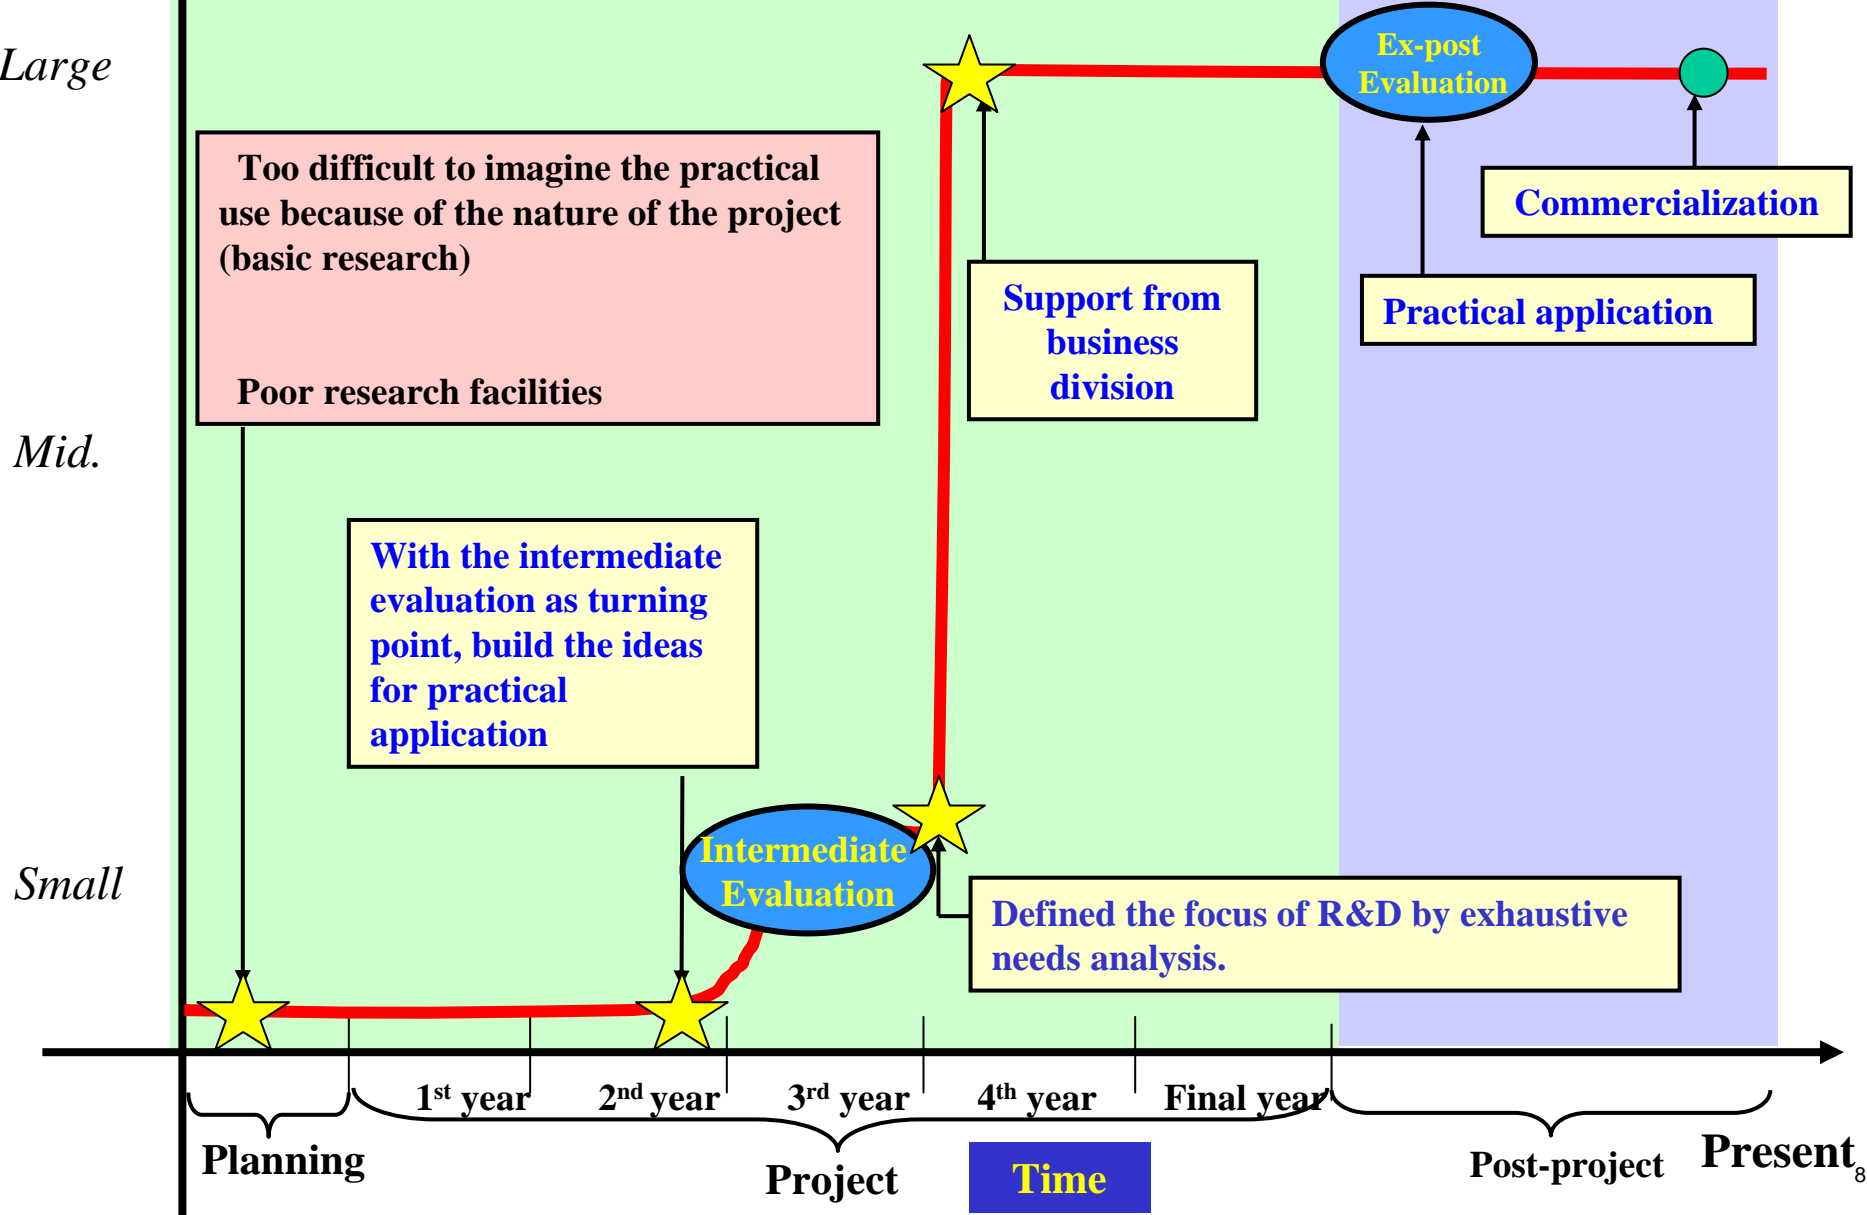 Large
Ex-post
Evaluation
Too difficult to imagine the practical
use because of the nature of the project
(basic research)
Poor research facilities
Commercialization
Support from
business
division
Practical application
Mid.
With the intermediate
evaluation as turning
point, build the ideas
for practical
application
Small
Intermediate
Evaluation
Defined the focus of R&D by exhaustive
needs analysis.
1st year 2nd year 3rd year 4th year Final year
Planning
Project
Time
Post-project
Present
8